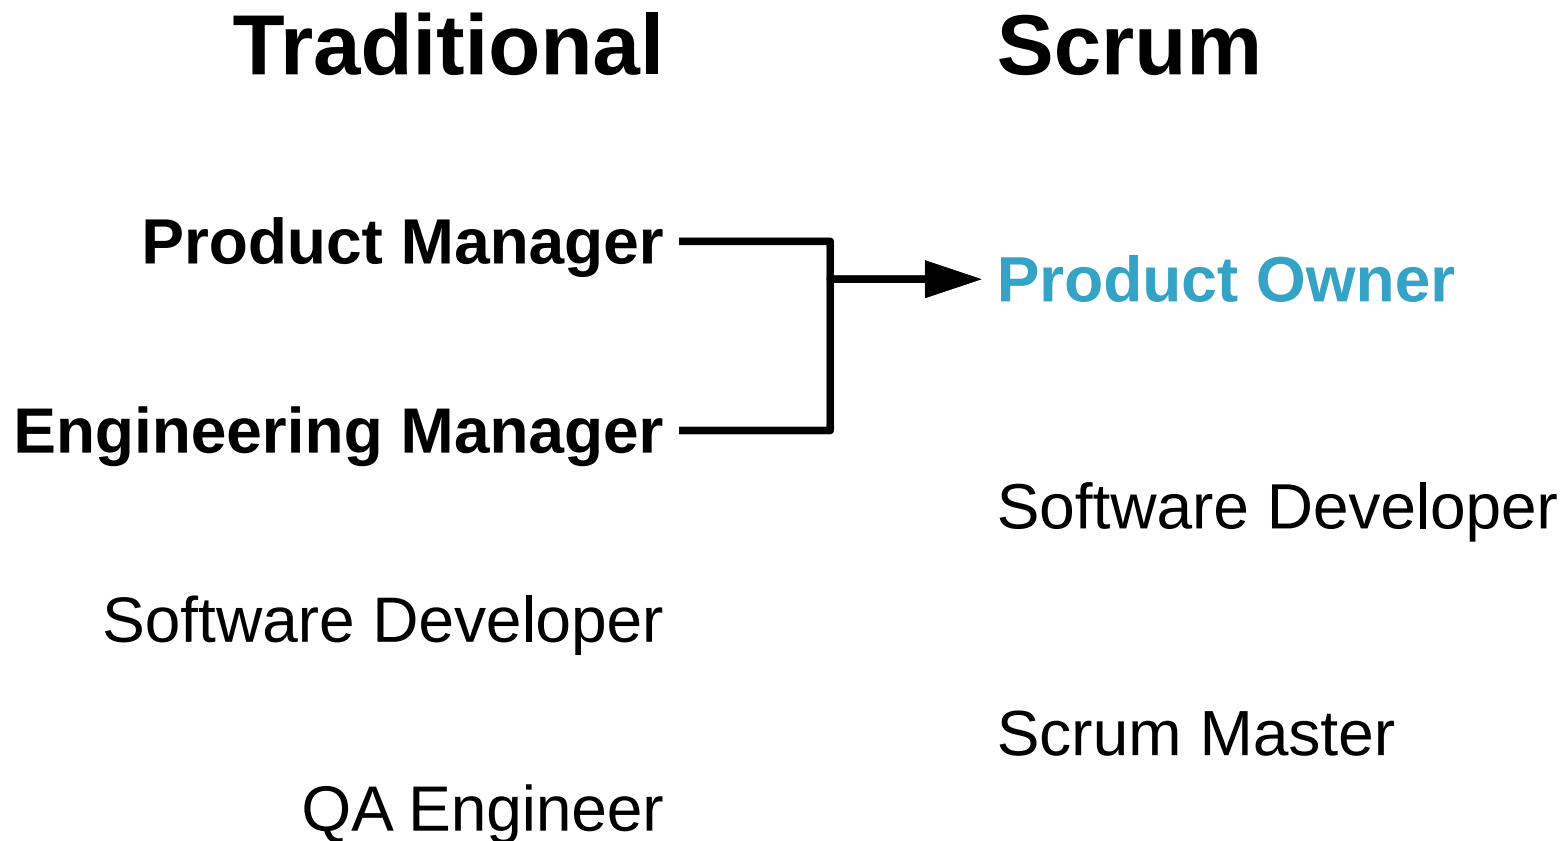 Traditional
Scrum
Product Manager
Product Owner
Engineering Manager
Software Developer
Software Developer
Scrum Master
QA Engineer